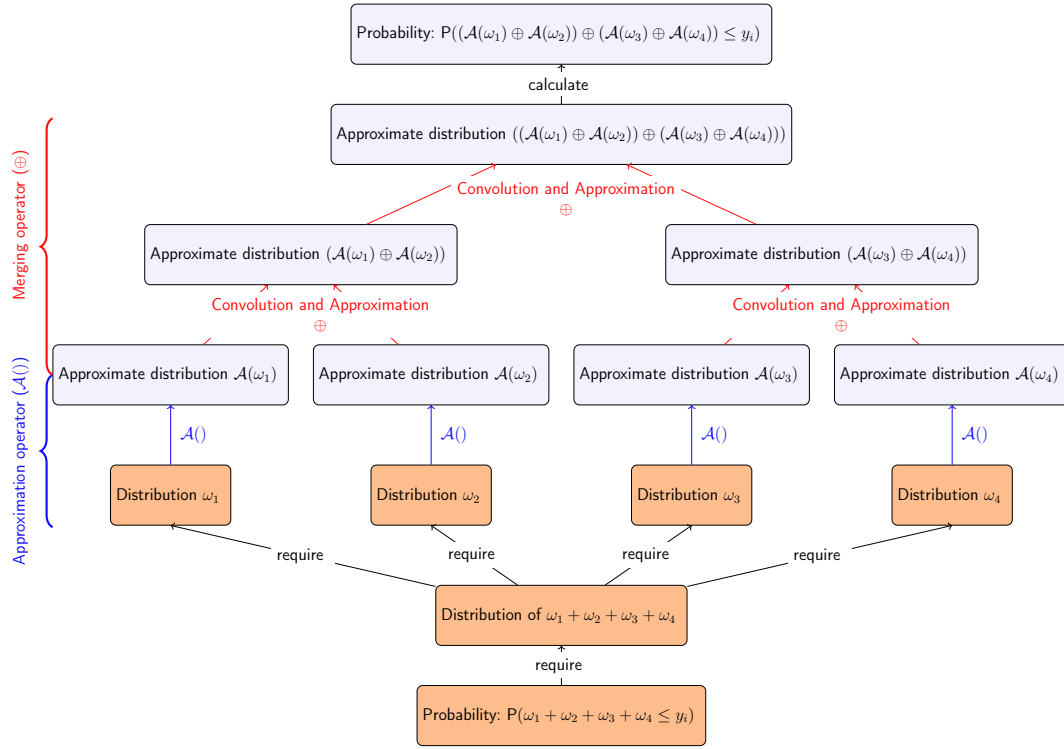 Probability: P((𝒜(ω₁) ⊕ 𝒜(ω₂)) ⊕ (𝒜(ω₃) ⊕ 𝒜(ω₄)) ≤ yᵢ)
calculate
Approximate distribution ((𝒜(ω₁) ⊕ 𝒜(ω₂)) ⊕ (𝒜(ω₃) ⊕ 𝒜(ω₄)))
Convolution and Approximation
⊕
Merging operator (⊕)
Approximate distribution (𝒜(ω₁) ⊕ 𝒜(ω₂))
Approximate distribution (𝒜(ω₃) ⊕ 𝒜(ω₄))
Convolution and Approximation
⊕
Convolution and Approximation
⊕
Approximate distribution 𝒜(ω₁)
Approximate distribution 𝒜(ω₂)
Approximate distribution 𝒜(ω₃)
Approximate distribution 𝒜(ω₄)
Approximation operator (𝒜())
𝒜()
𝒜()
𝒜()
𝒜()
Distribution ω₁
Distribution ω₂
Distribution ω₃
Distribution ω₄
require
require
require
require
Distribution of ω₁ + ω₂ + ω₃ + ω₄
require
Probability: P(ω₁ + ω₂ + ω₃ + ω₄ ≤ yᵢ)